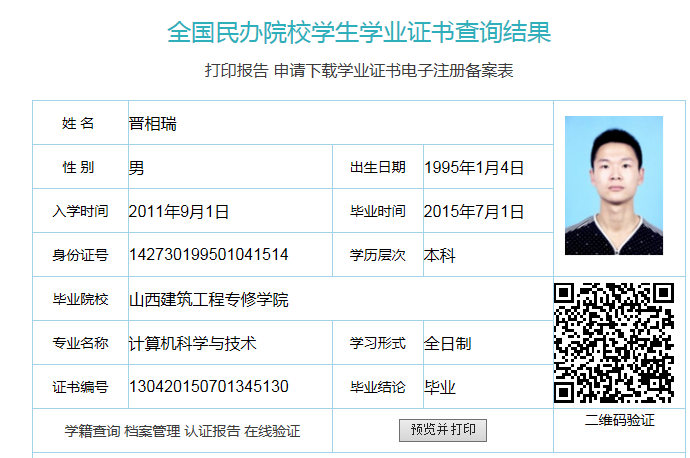 全国民办院校学生学业证书查询结果
打印报告 申请下载学业证书电子注册备案表
姓 名 晋相瑞
性 别 男 出生日期 1995年1月4日
入学时间 2011年9月1日 毕业时间 2015年7月1日
身份证号 142730199501041514 学历层次 本科
毕业院校 山西建筑工程专修学院
专业名称 计算机科学与技术 学习形式 全日制
证书编号 130420150701345130 毕业结论 毕业
二维码验证
学籍查询 档案管理 认证报告 在线验证 预览并打印